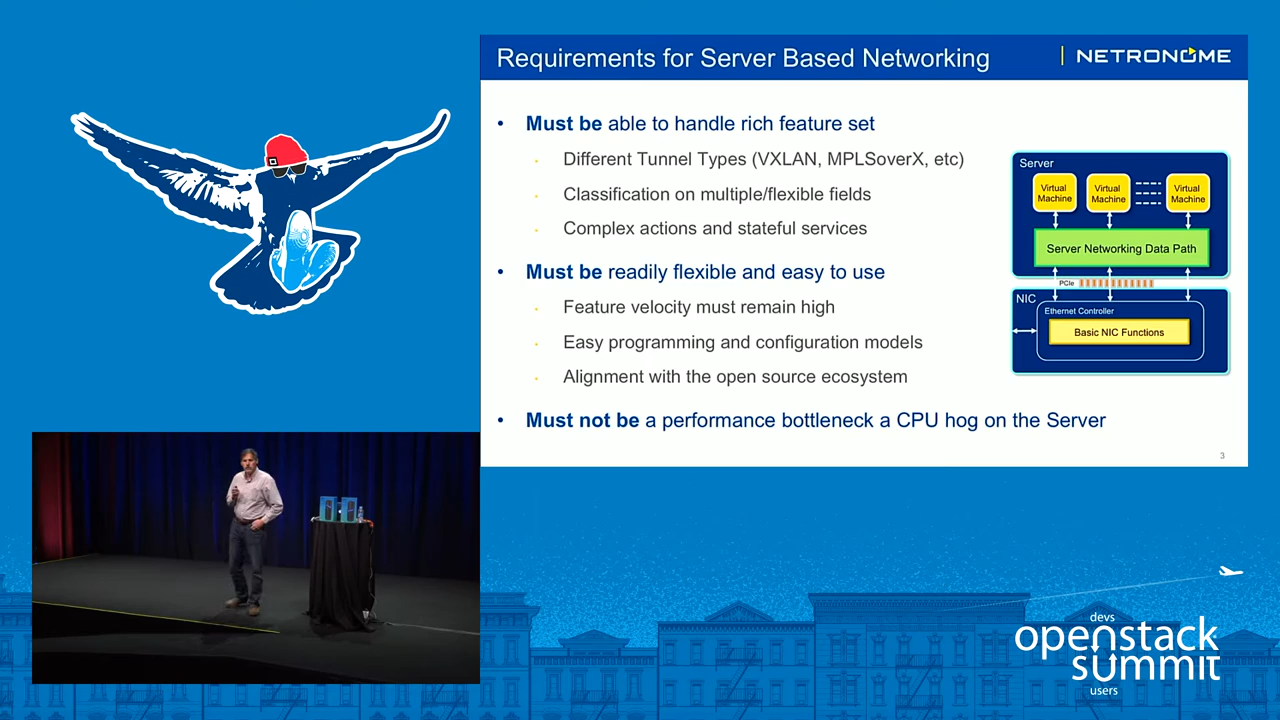 Requirements for Server Based Networking
NETRONOME
• Must be able to handle rich feature set
Different Tunnel Types (VXLAN, MPLSoverX, etc)
Classification on multiple/flexible fields
Complex actions and stateful services
• Must be readily flexible and easy to use
Feature velocity must remain high
Easy programming and configuration models
Alignment with the open source ecosystem
• Must not be a performance bottleneck a CPU hog on the Server
Server
Virtual Machine
Virtual Machine
Virtual Machine
Server Networking Data Path
PCIe
NIC
Ethernet Controller
Basic NIC Functions
3
devs
openstack
summit
users